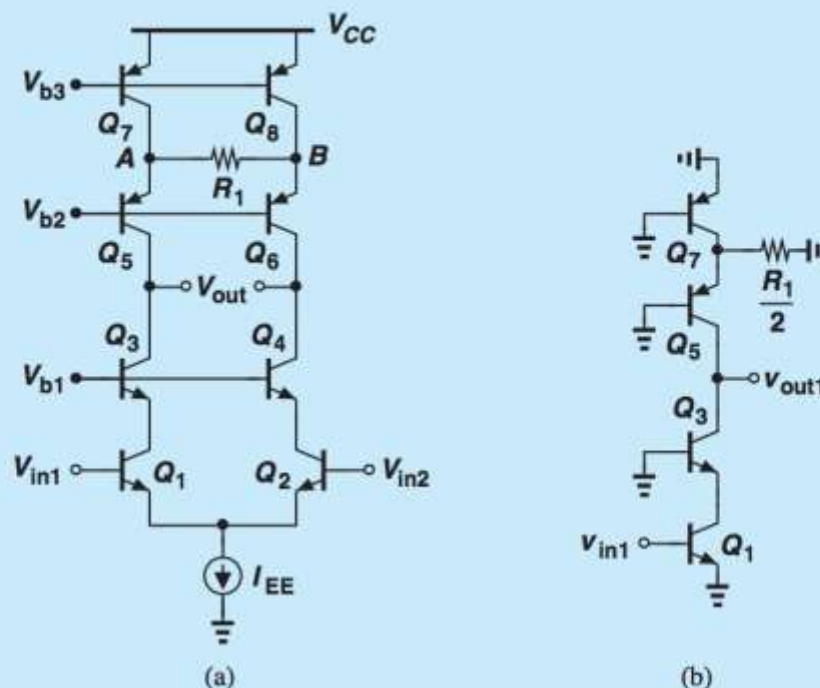 V_CC
V_b3
Q_7 Q_8
A B
R_1
V_b2
Q_5 Q_6
V_out
Q_3 Q_4
V_b1
V_in1 Q_1 Q_2 V_in2
I_EE
(a)
Q_7
R_1
2
Q_5
v_out1
Q_3
v_in1 Q_1
(b)